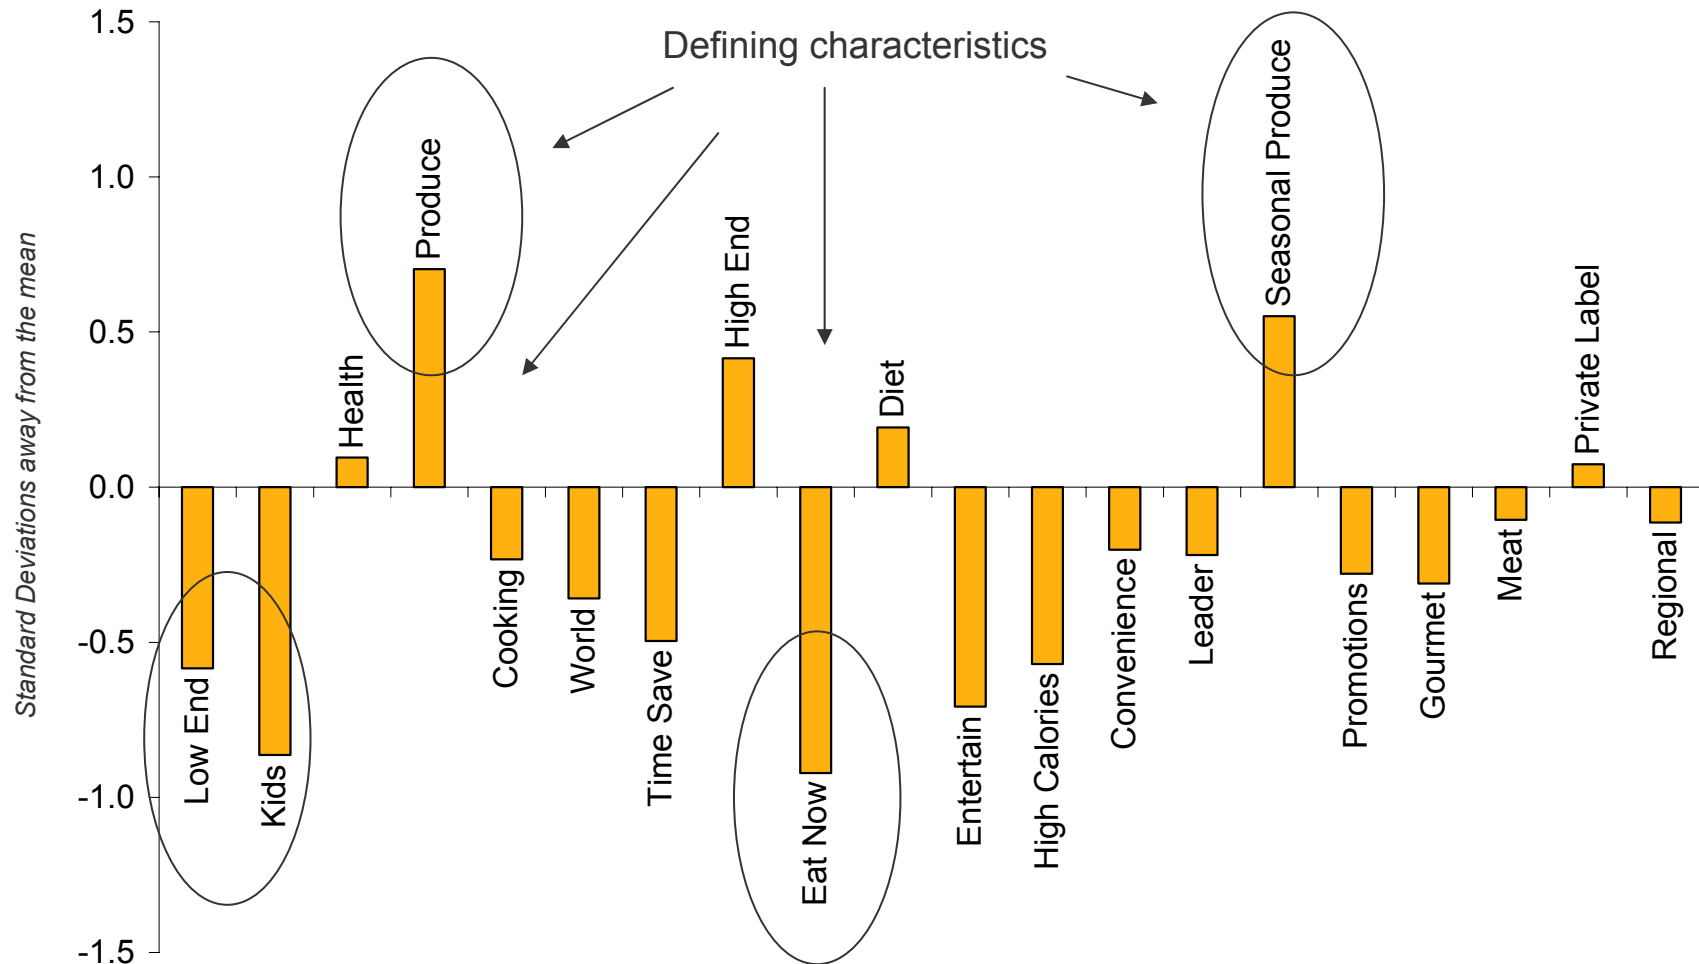 Defining characteristics
Standard Deviations away from the mean
1.5
1.0
0.5
0.0
-0.5
-1.0
-1.5
Low End
Kids
Health
Produce
Cooking
World
Time Save
High End
Eat Now
Diet
Entertain
High Calories
Convenience
Leader
Seasonal Produce
Promotions
Gourmet
Meat
Private Label
Regional